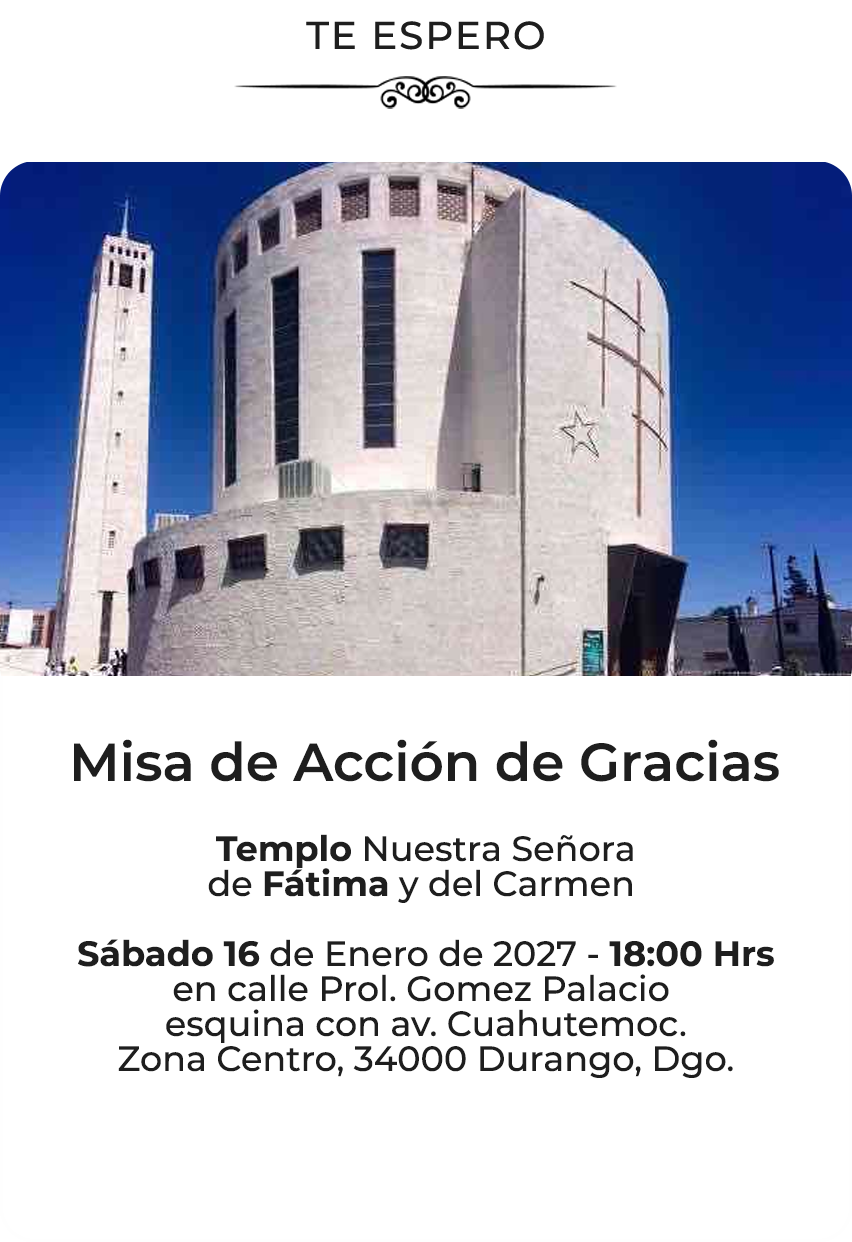 TE ESPERO
Misa de Acción de Gracias
Templo Nuestra Señora
de Fátima y del Carmen
Sábado 16 de Enero de 2027 - 18:00 Hrs
en calle Prol. Gomez Palacio
esquina con av. Cuahutemoc.
Zona Centro, 34000 Durango, Dgo.